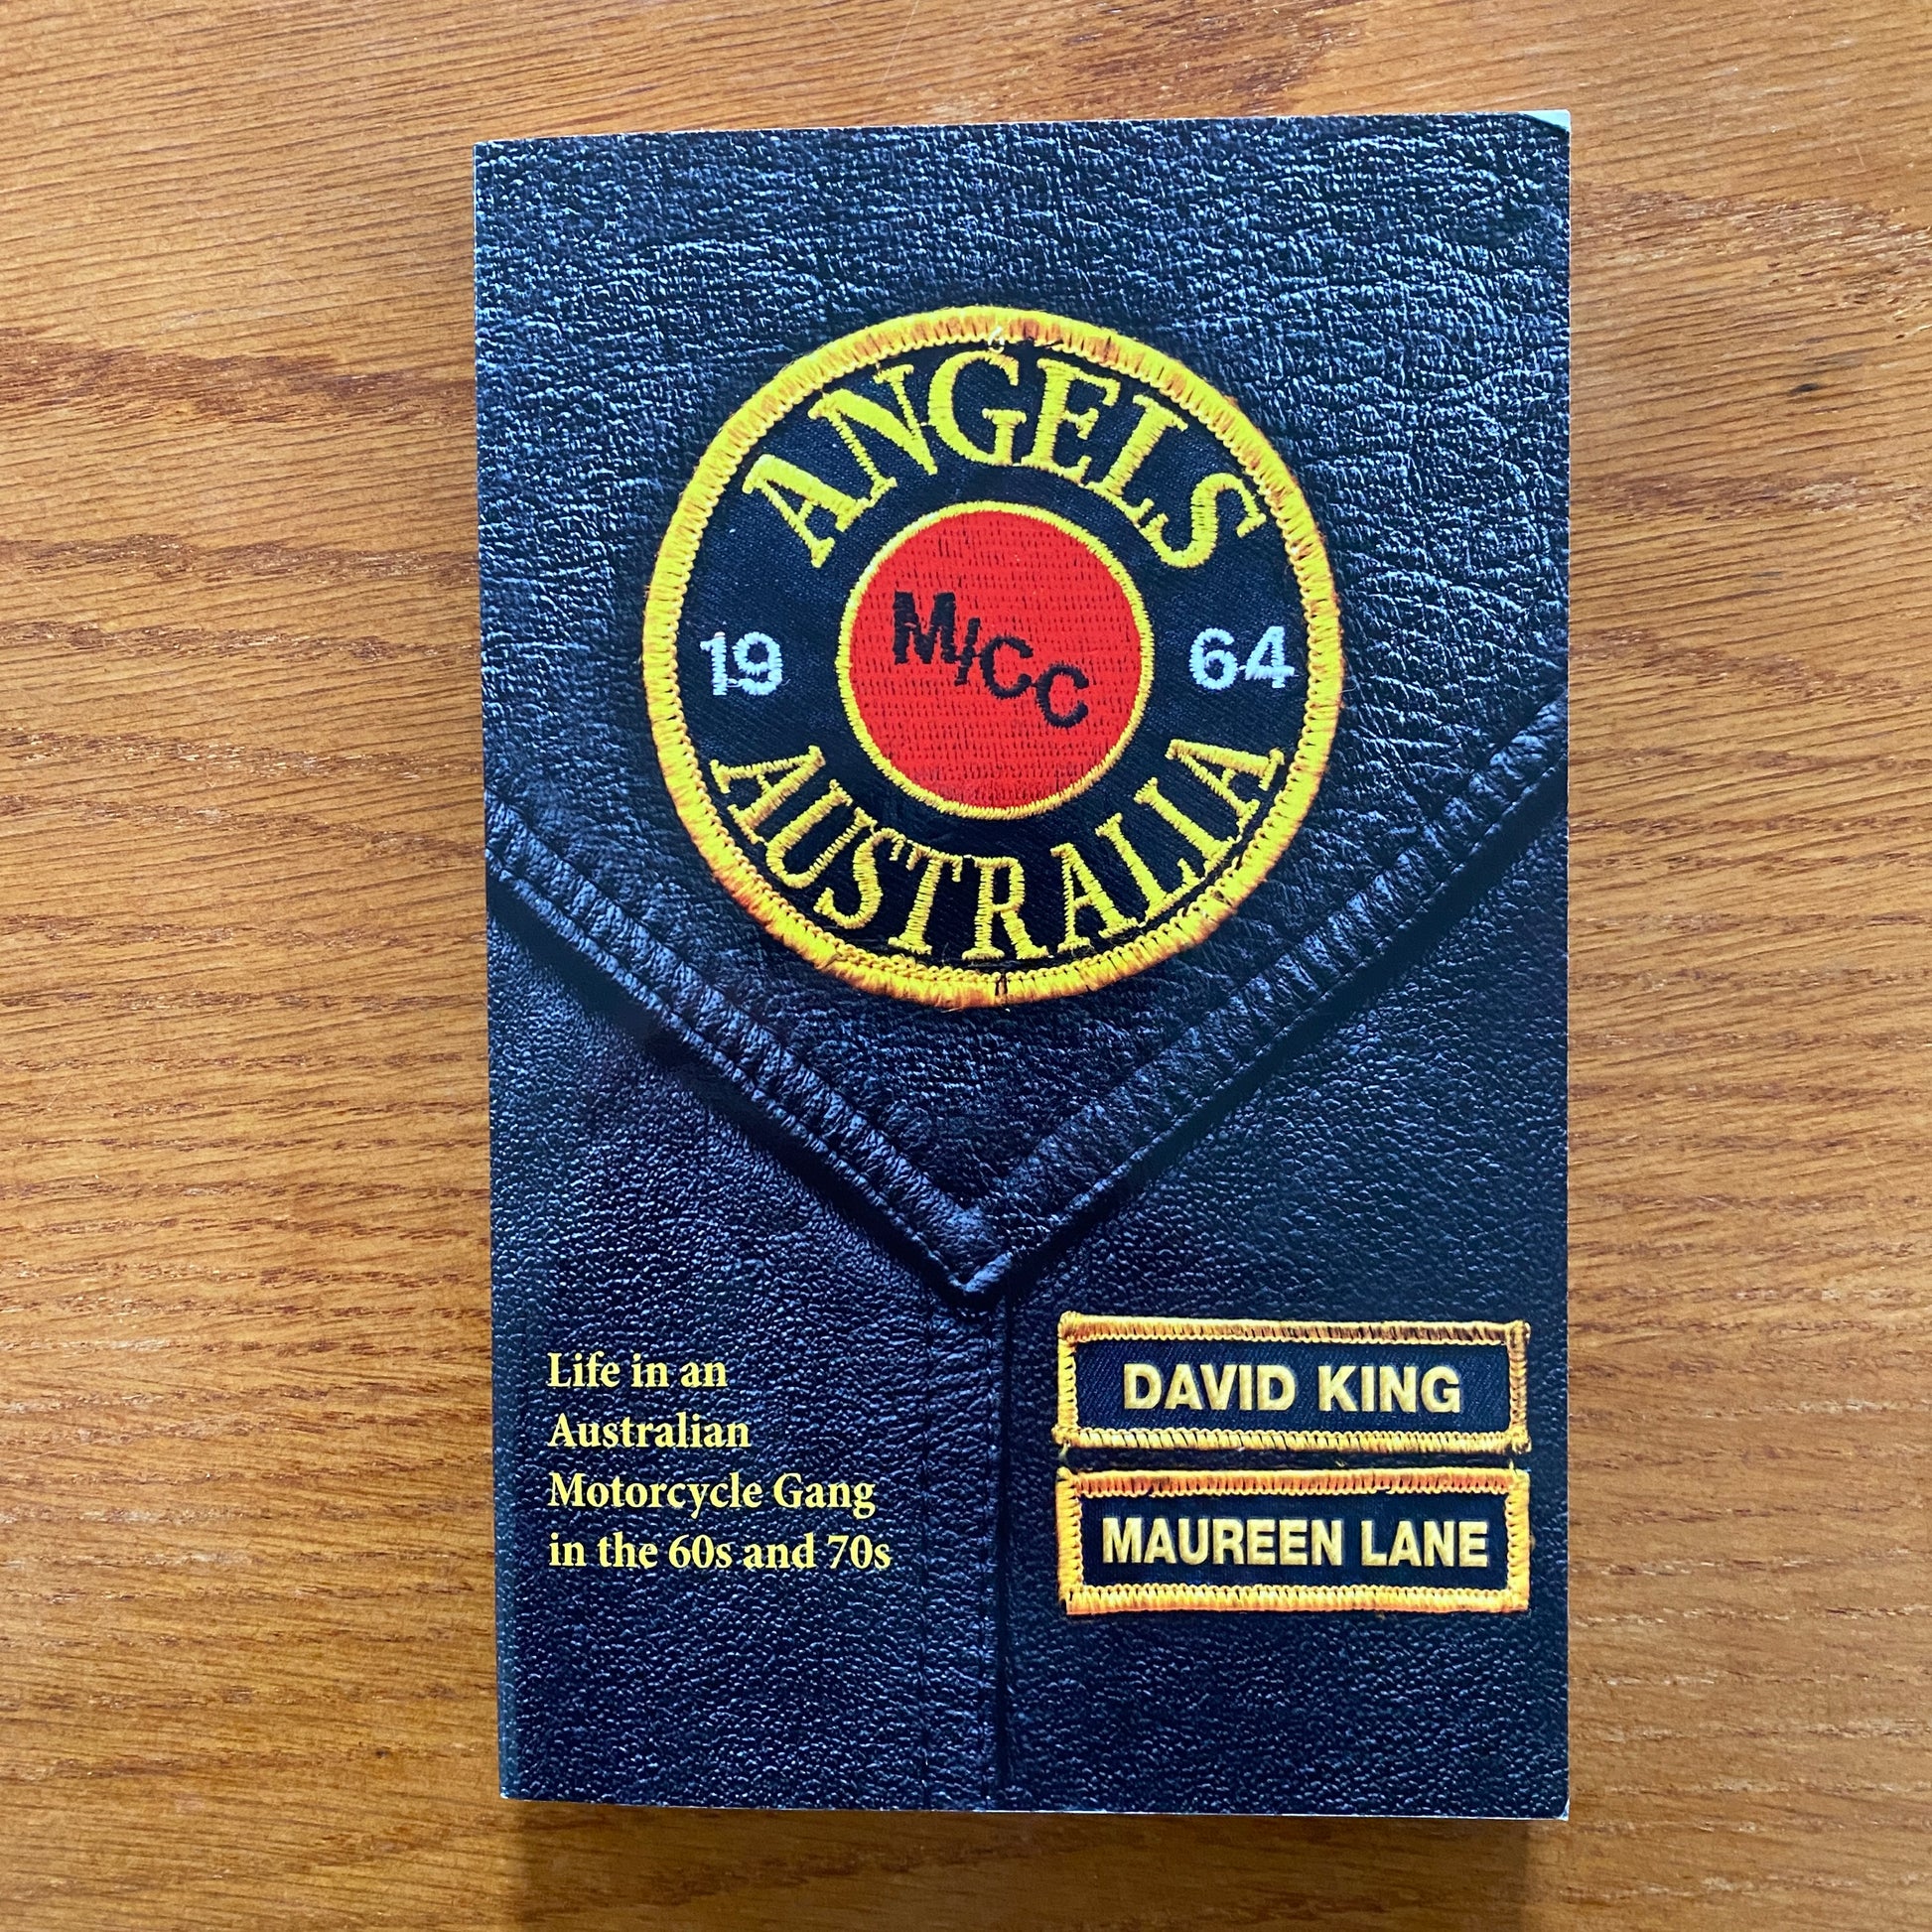 ANGELS
19 M/CC 64
AUSTRALIA
Life in an
Australian
Motorcycle Gang
in the 60s and 70s
DAVID KING
MAUREEN LANE